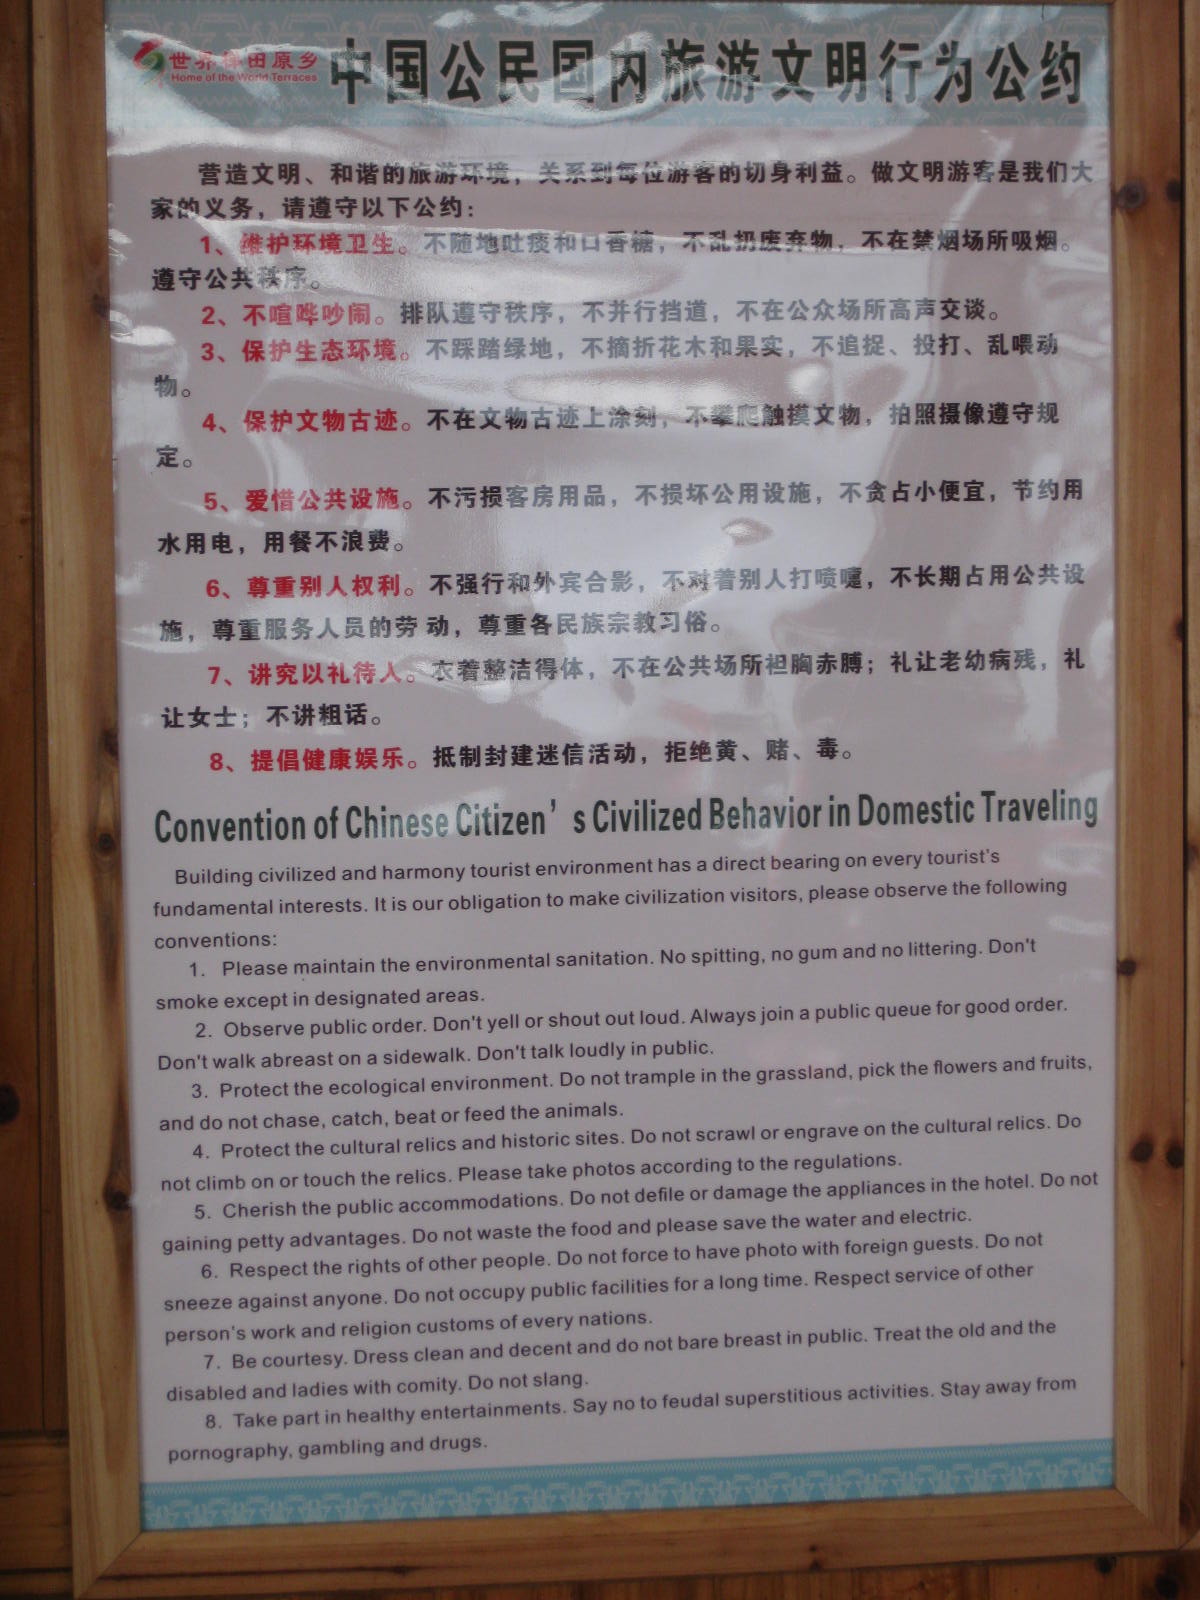 世界梯田原乡
Home of the World Terraces
中国公民国内旅游文明行为公约
营造文明、和谐的旅游环境，关系到每位游客的切身利益。做文明游客是我们大
家的义务，请遵守以下公约：
1、维护环境卫生。不随地吐痰和口香糖，不乱扔废弃物，不在禁烟场所吸烟。
遵守公共秩序。
2、不喧哗吵闹。排队遵守秩序，不并行挡道，不在公众场所高声交谈。
3、保护生态环境。不踩踏绿地，不摘折花木和果实，不追捉、投打、乱喂动
物。
4、保护文物古迹。不在文物古迹上涂刻，不攀爬触摸文物，拍照摄像遵守规
定。
5、爱惜公共设施。不污损客房用品，不损坏公用设施，不贪占小便宜，节约用
水用电，用餐不浪费。
6、尊重别人权利。不强行和外宾合影，不对着别人打喷嚏，不长期占用公共设
施，尊重服务人员的劳 动，尊重各民族宗教习俗。
7、讲究以礼待人。衣着整洁得体，不在公共场所袒胸赤膊；礼让老幼病残，礼
让女士；不讲粗话。
8、提倡健康娱乐。抵制封建迷信活动，拒绝黄、赌、毒。
Convention of Chinese Citizen’s Civilized Behavior in Domestic Traveling
Building civilized and harmony tourist environment has a direct bearing on every tourist's
fundamental interests. It is our obligation to make civilization visitors, please observe the following
conventions:
1. Please maintain the environmental sanitation. No spitting, no gum and no littering. Don't
smoke except in designated areas.
2. Observe public order. Don't yell or shout out loud. Always join a public queue for good order.
Don't walk abreast on a sidewalk. Don't talk loudly in public.
3. Protect the ecological environment. Do not trample in the grassland, pick the flowers and fruits,
and do not chase, catch, beat or feed the animals.
4. Protect the cultural relics and historic sites. Do not scrawl or engrave on the cultural relics. Do
not climb on or touch the relics. Please take photos according to the regulations.
5. Cherish the public accommodations. Do not defile or damage the appliances in the hotel. Do not
gaining petty advantages. Do not waste the food and please save the water and electric.
6. Respect the rights of other people. Do not force to have photo with foreign guests. Do not
sneeze against anyone. Do not occupy public facilities for a long time. Respect service of other
person's work and religion customs of every nations.
7. Be courtesy. Dress clean and decent and do not bare breast in public. Treat the old and the
disabled and ladies with comity. Do not slang.
8. Take part in healthy entertainments. Say no to feudal superstitious activities. Stay away from
pornography, gambling and drugs.